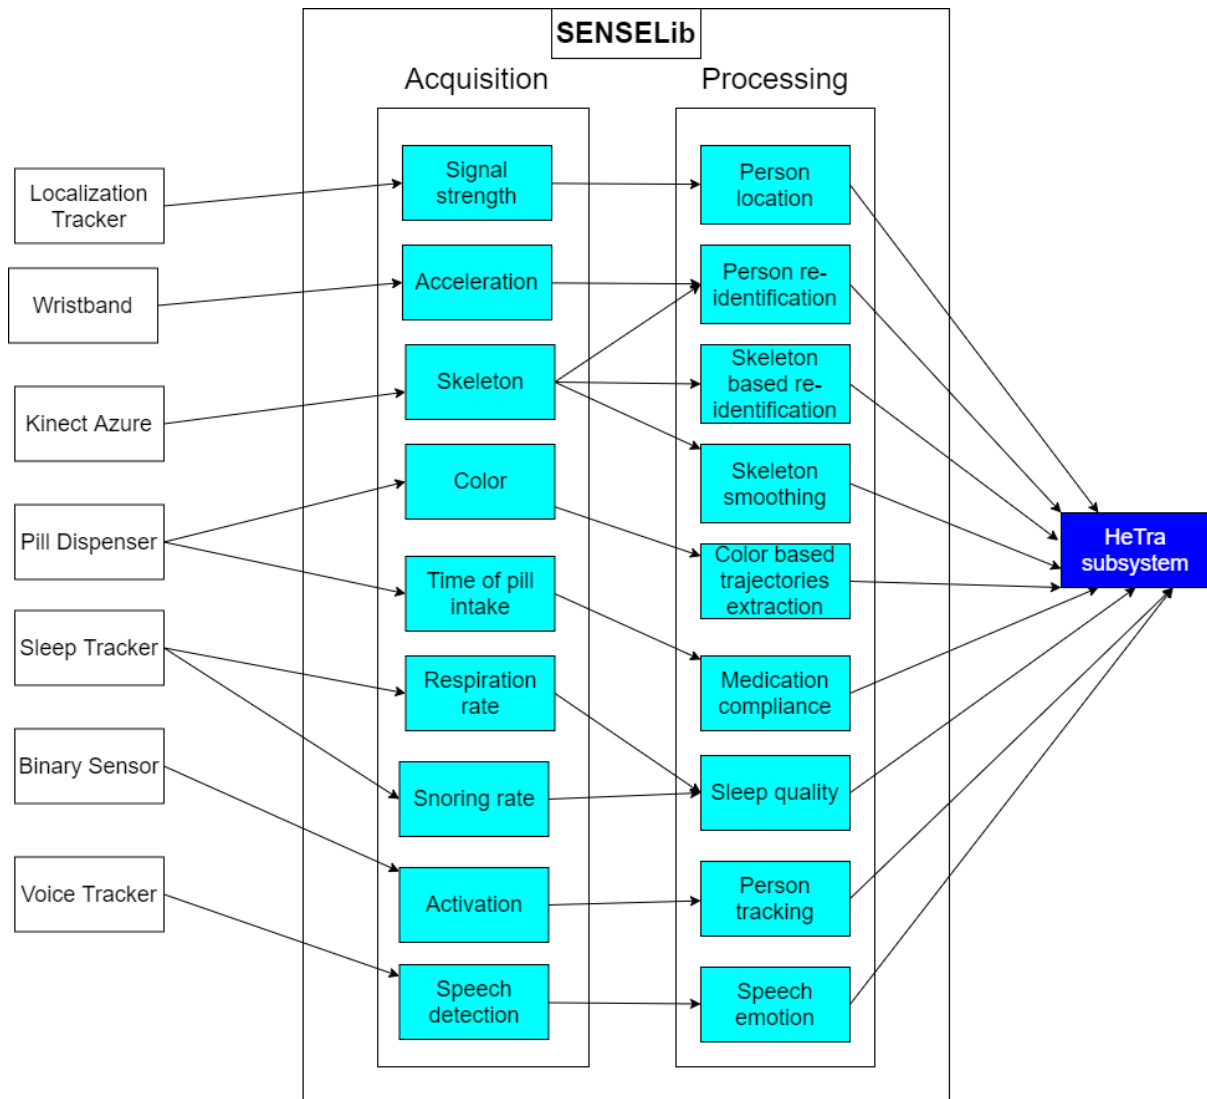 SENSELib
Acquisition
Processing
Localization
Tracker
Wristband
Kinect Azure
Pill Dispenser
Sleep Tracker
Binary Sensor
Voice Tracker
Signal
strength
Acceleration
Skeleton
Color
Time of pill
intake
Respiration
rate
Snoring rate
Activation
Speech
detection
Person
location
Person re-
identification
Skeleton
based re-
identification
Skeleton
smoothing
Color based
trajectories
extraction
Medication
compliance
Sleep quality
Person
tracking
Speech
emotion
HeTra
subsystem